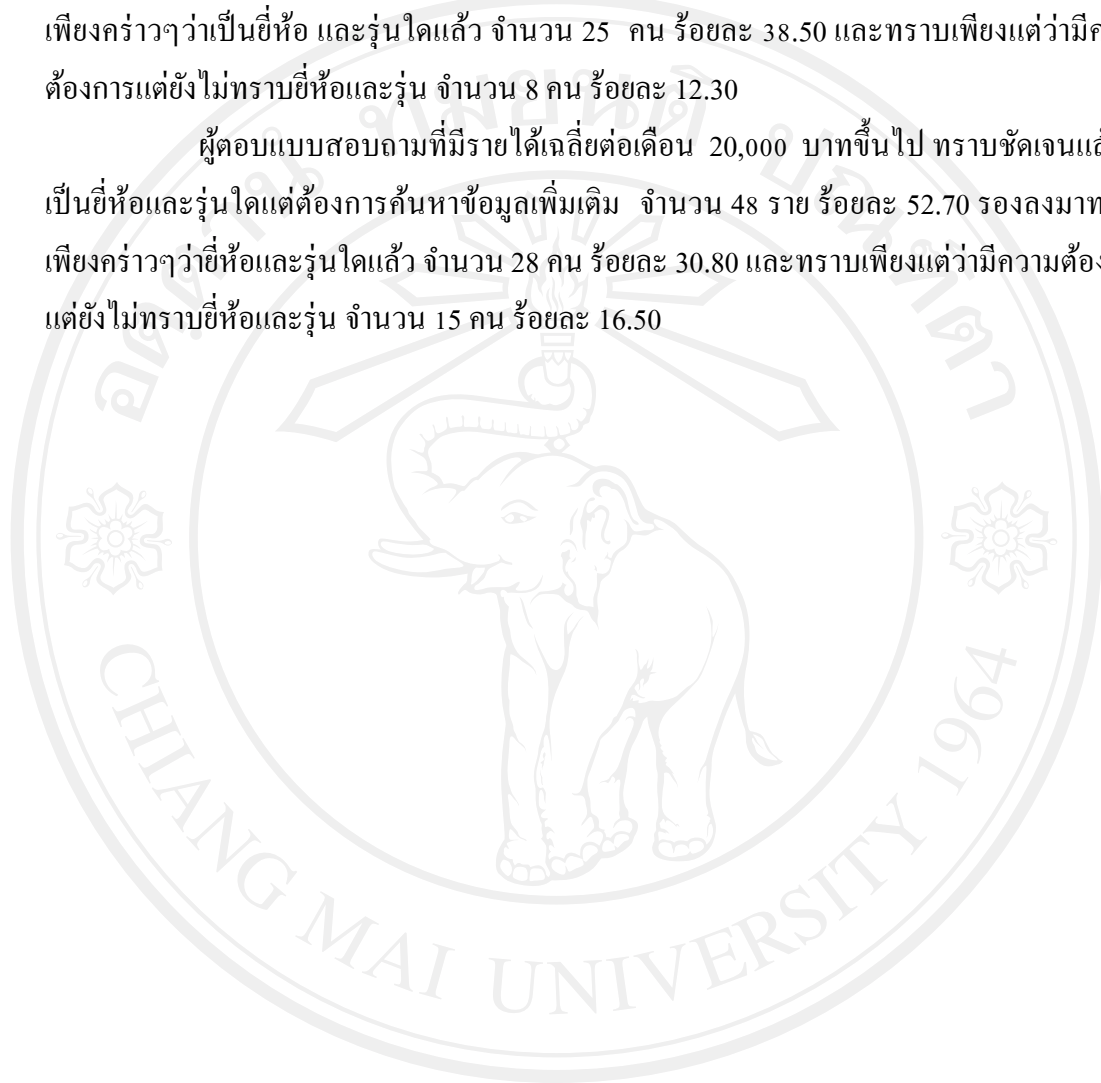 เพียงคร่าวๆว่าเป็นยี่ห้อ และรุ่นใดแล้ว จำนวน 25 คน ร้อยละ 38.50 และทราบเพียงแต่ว่ามี
ต้องการแต่ยังไม่ทราบยี่ห้อและรุ่น จำนวน 8 คน ร้อยละ 12.30
ผู้ตอบแบบสอบถามที่มีรายได้เฉลี่ยต่อเดือน 20,000 บาทขึ้นไป ทราบชัดเจน
เป็นยี่ห้อและรุ่นใดแต่ต้องการค้นหาข้อมูลเพิ่มเติม จำนวน 48 ราย ร้อยละ 52.70 รองลงมา
เพียงคร่าวๆว่ายี่ห้อและรุ่นใดแล้ว จำนวน 28 คน ร้อยละ 30.80 และทราบเพียงแต่ว่ามีความต้อง
แต่ยังไม่ทราบยี่ห้อและรุ่น จำนวน 15 คน ร้อยละ 16.50
อตฺตานํ ทมยนฺติ ปณฺฑิตา
CHIANG MAI UNIVERSITY 1964